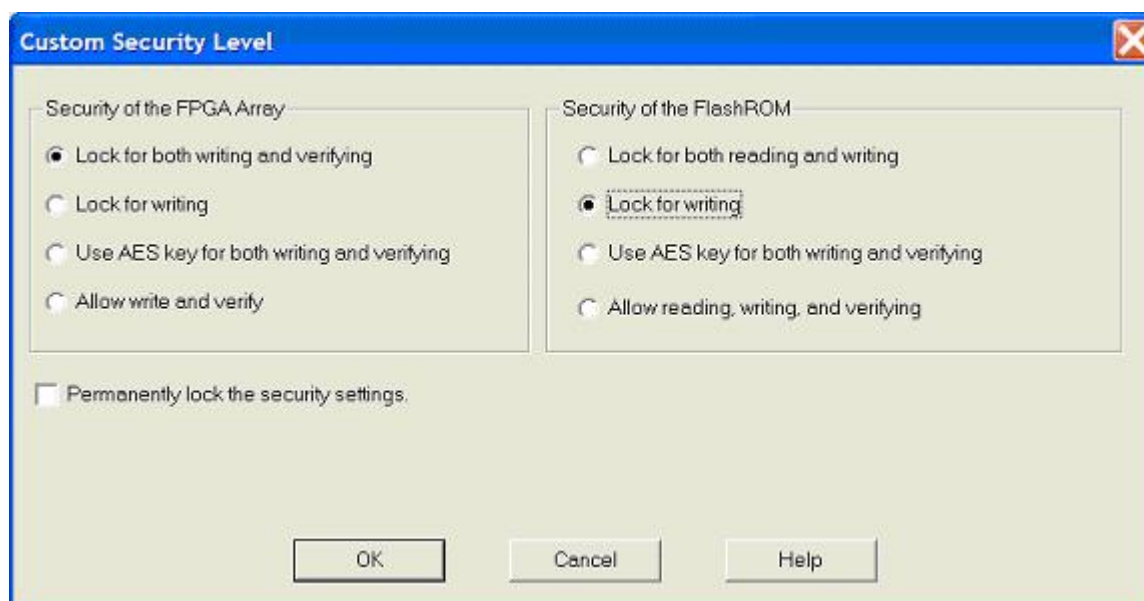 Custom Security Level
Security of the FPGA Array
Lock for both writing and verifying
Lock for writing
Use AES key for both writing and verifying
Allow write and verify
Security of the FlashROM
Lock for both reading and writing
Lock for writing
Use AES key for both writing and verifying
Allow reading, writing, and verifying
Permanently lock the security settings.
OK
Cancel
Help